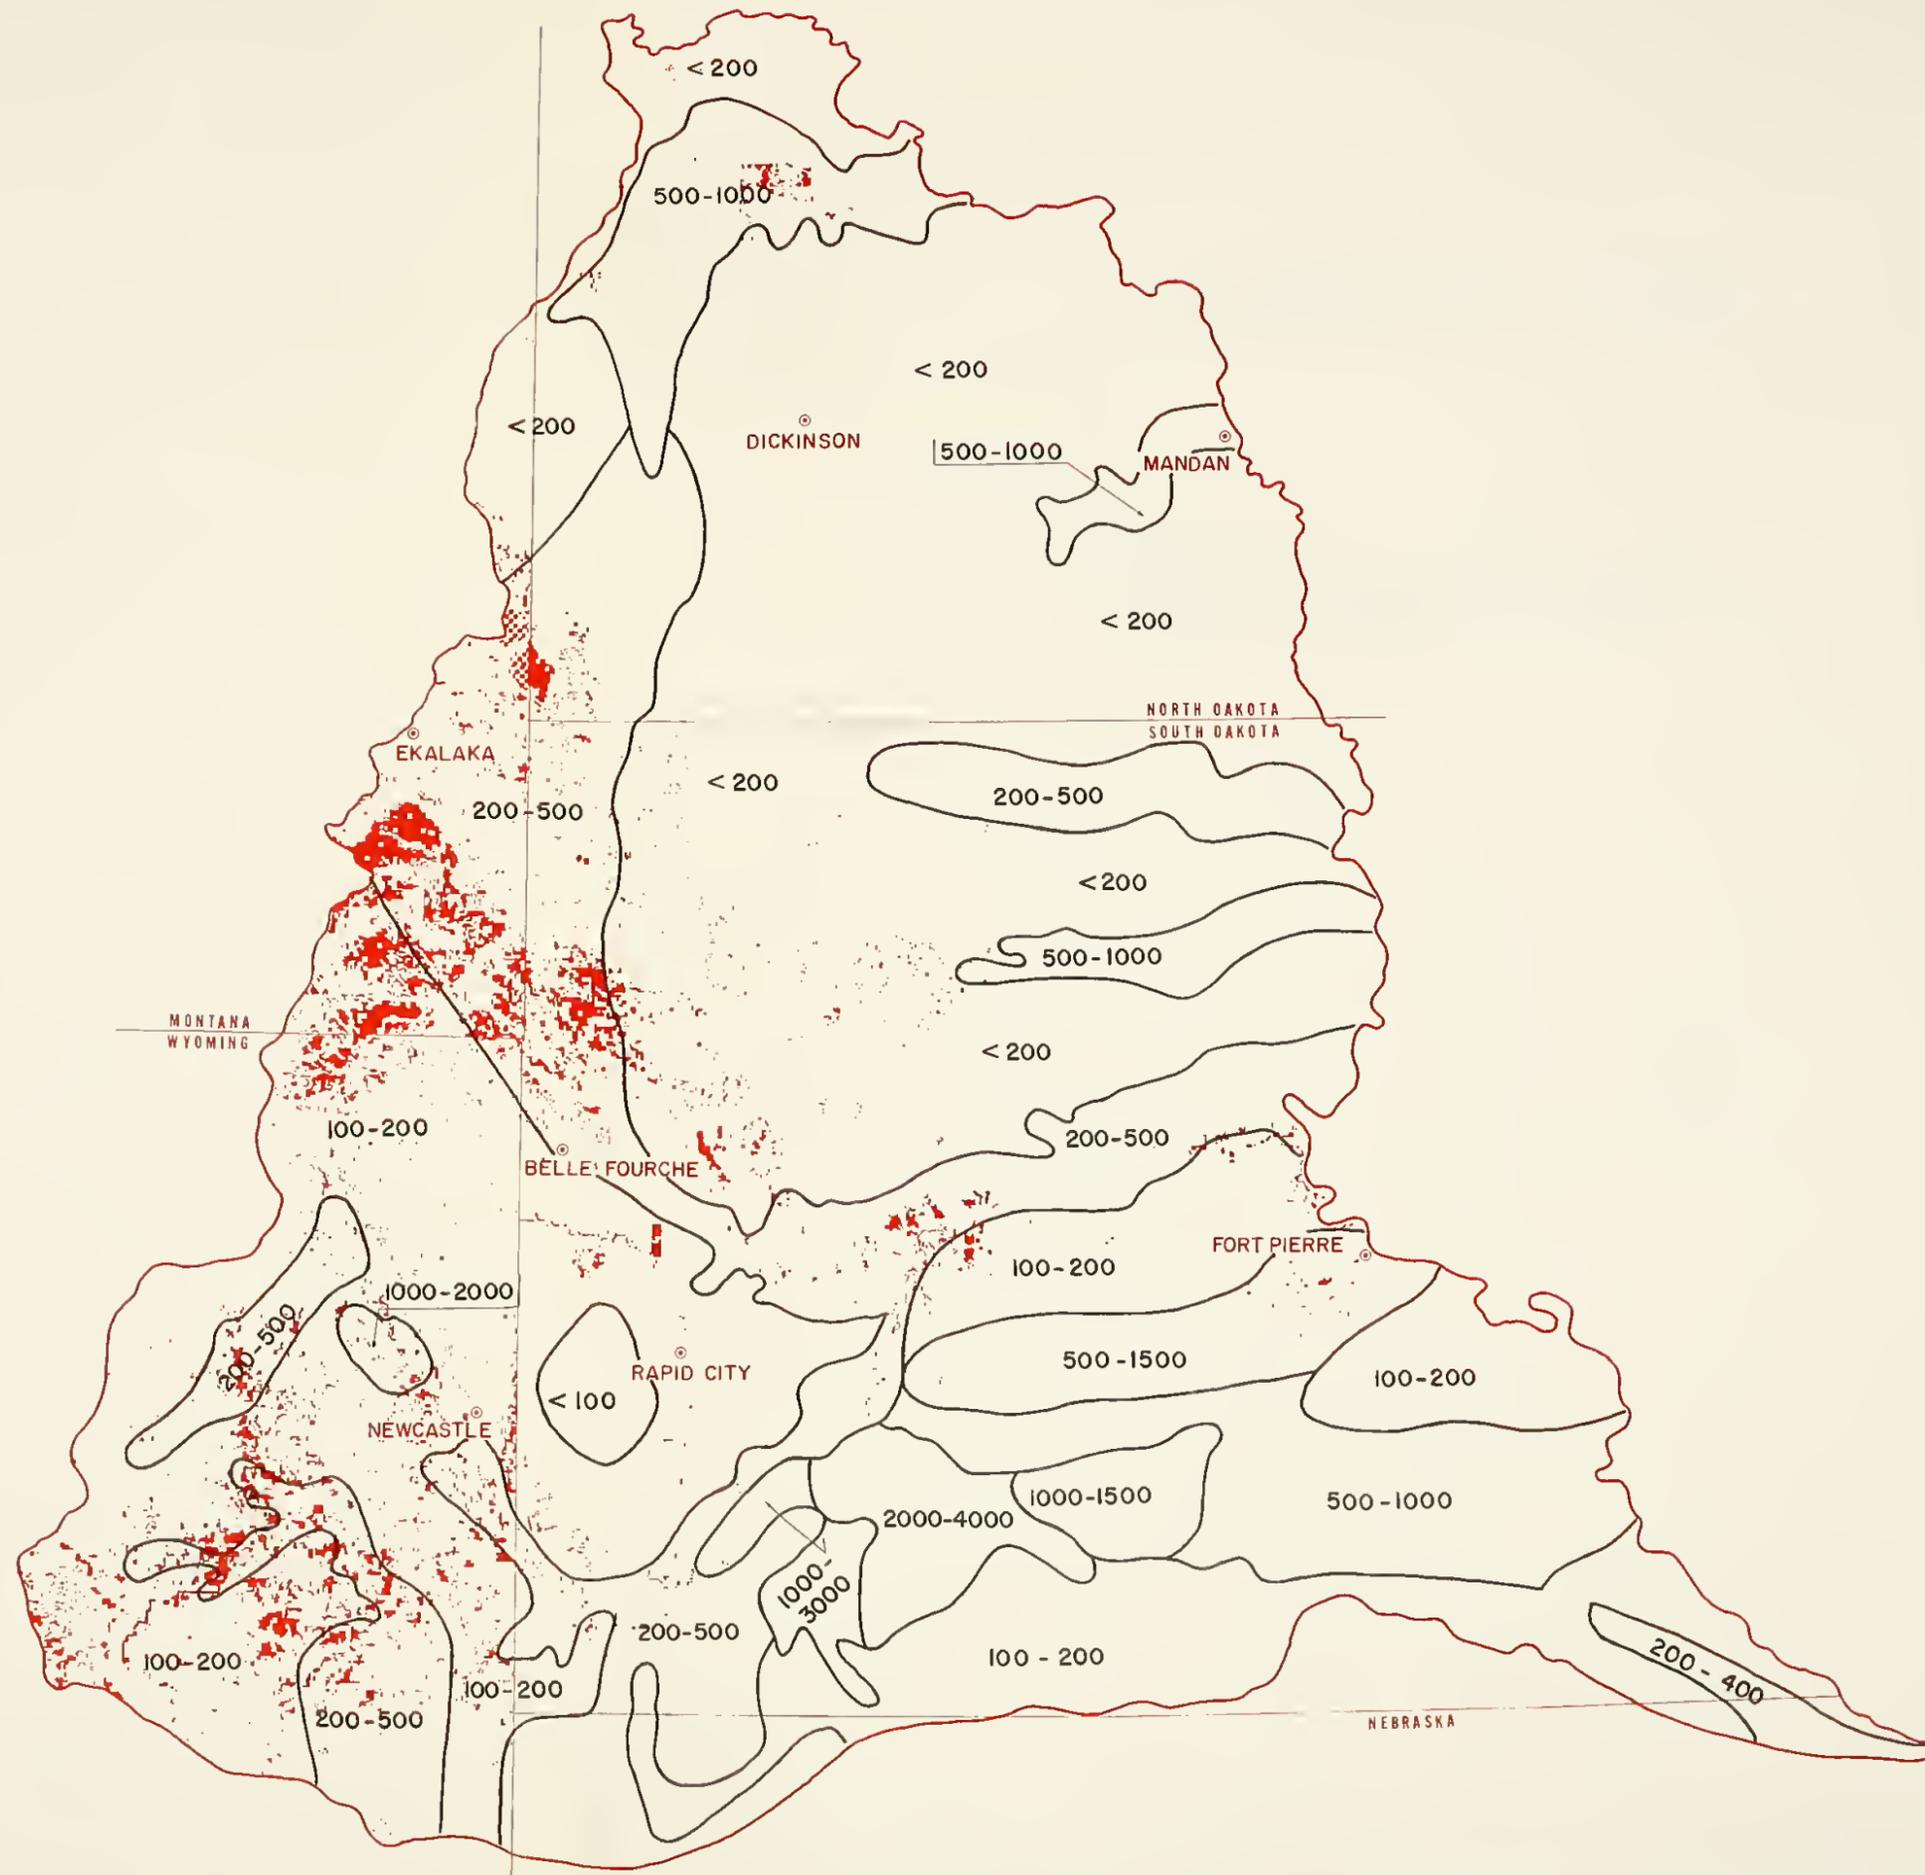 < 200
500-1000
< 200
< 200
DICKINSON
500-1000
MANDAN
< 200
NORTH DAKOTA
SOUTH DAKOTA
EKALAKA
< 200
200-500
200-500
< 200
500-1000
MONTANA
WYOMING
< 200
100-200
200-500
BELLE FOURCHE
FORT PIERRE
100-200
1000-2000
200-500
500-1500
RAPID CITY
100-200
< 100
NEWCASTLE
1000-1500
500-1000
2000-4000
1000-
3000
200-500
100-200
100-200
200-400
100-200
200-500
NEBRASKA